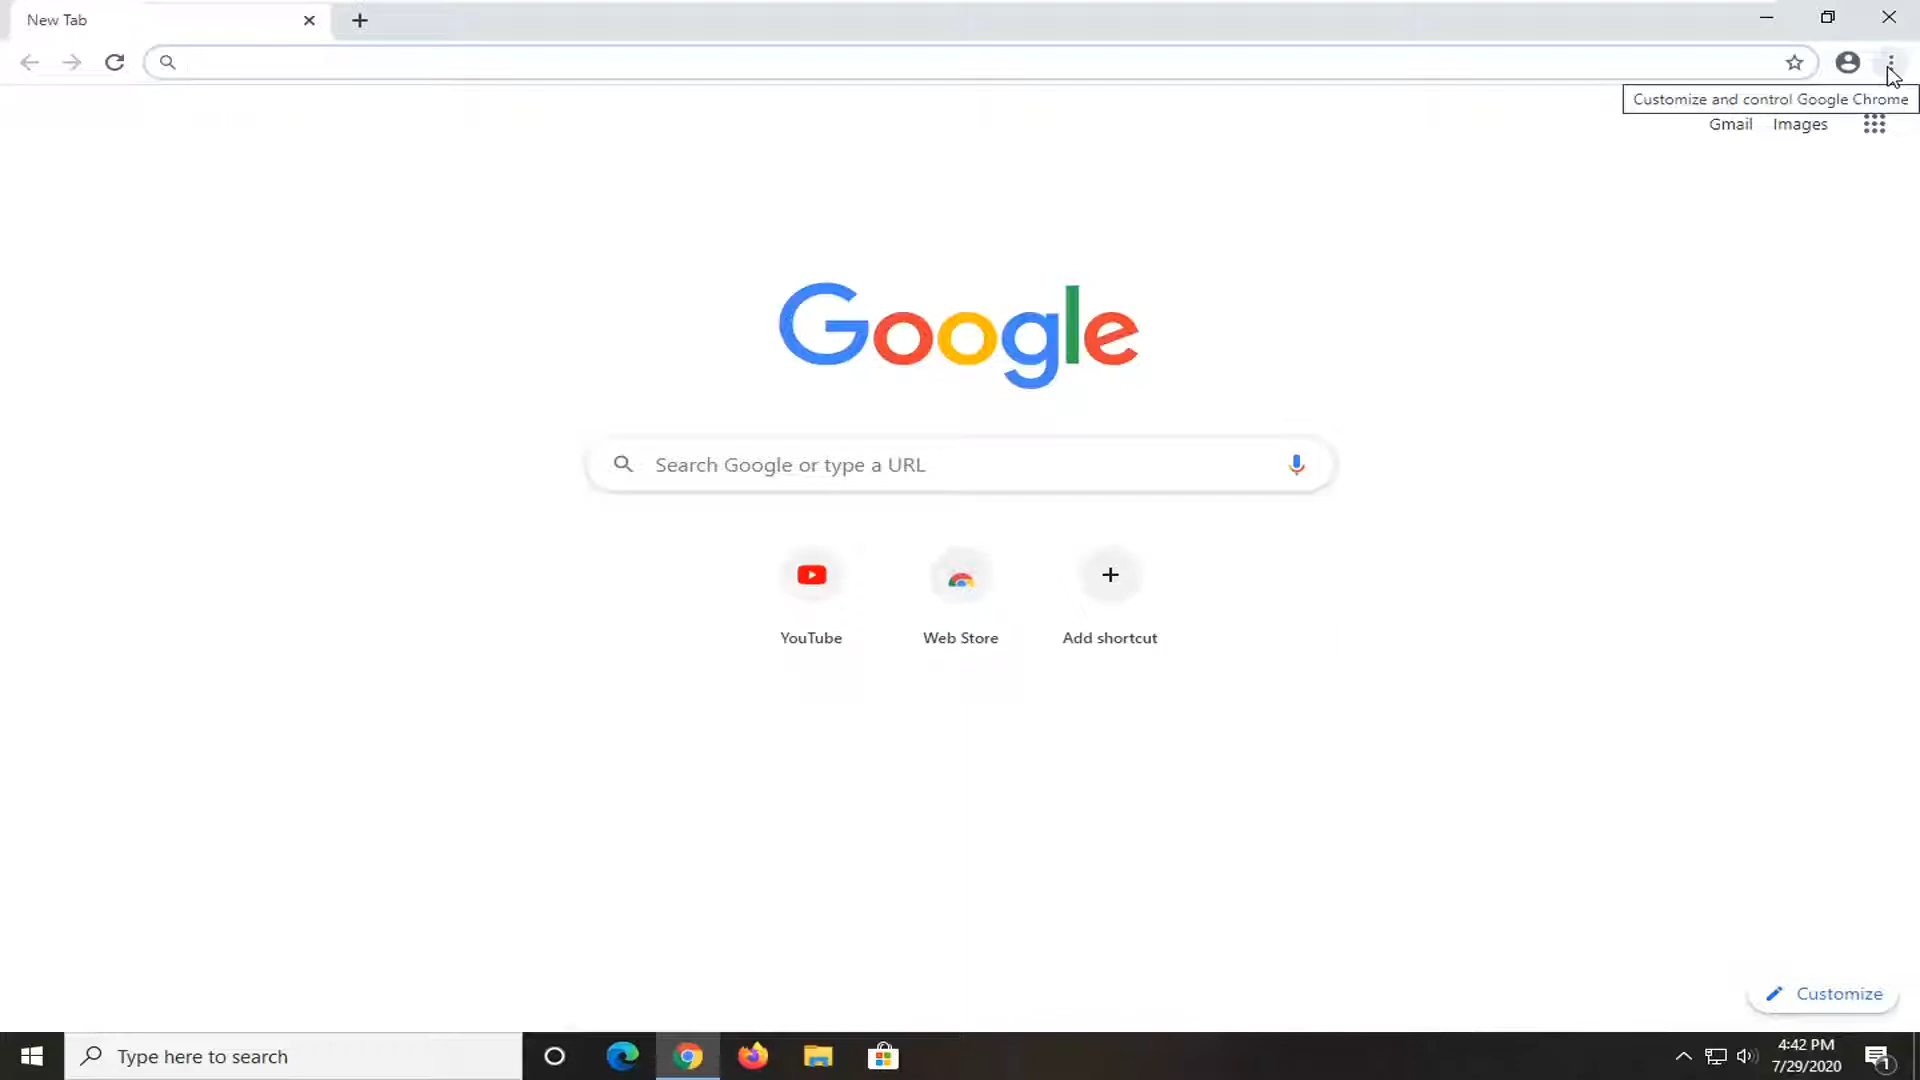 New Tab
Customize and control Google Chrome
Gmail Images
Google
Search Google or type a URL
YouTube Web Store Add shortcut
Customize
Type here to search
4:42 PM
7/29/2020
1